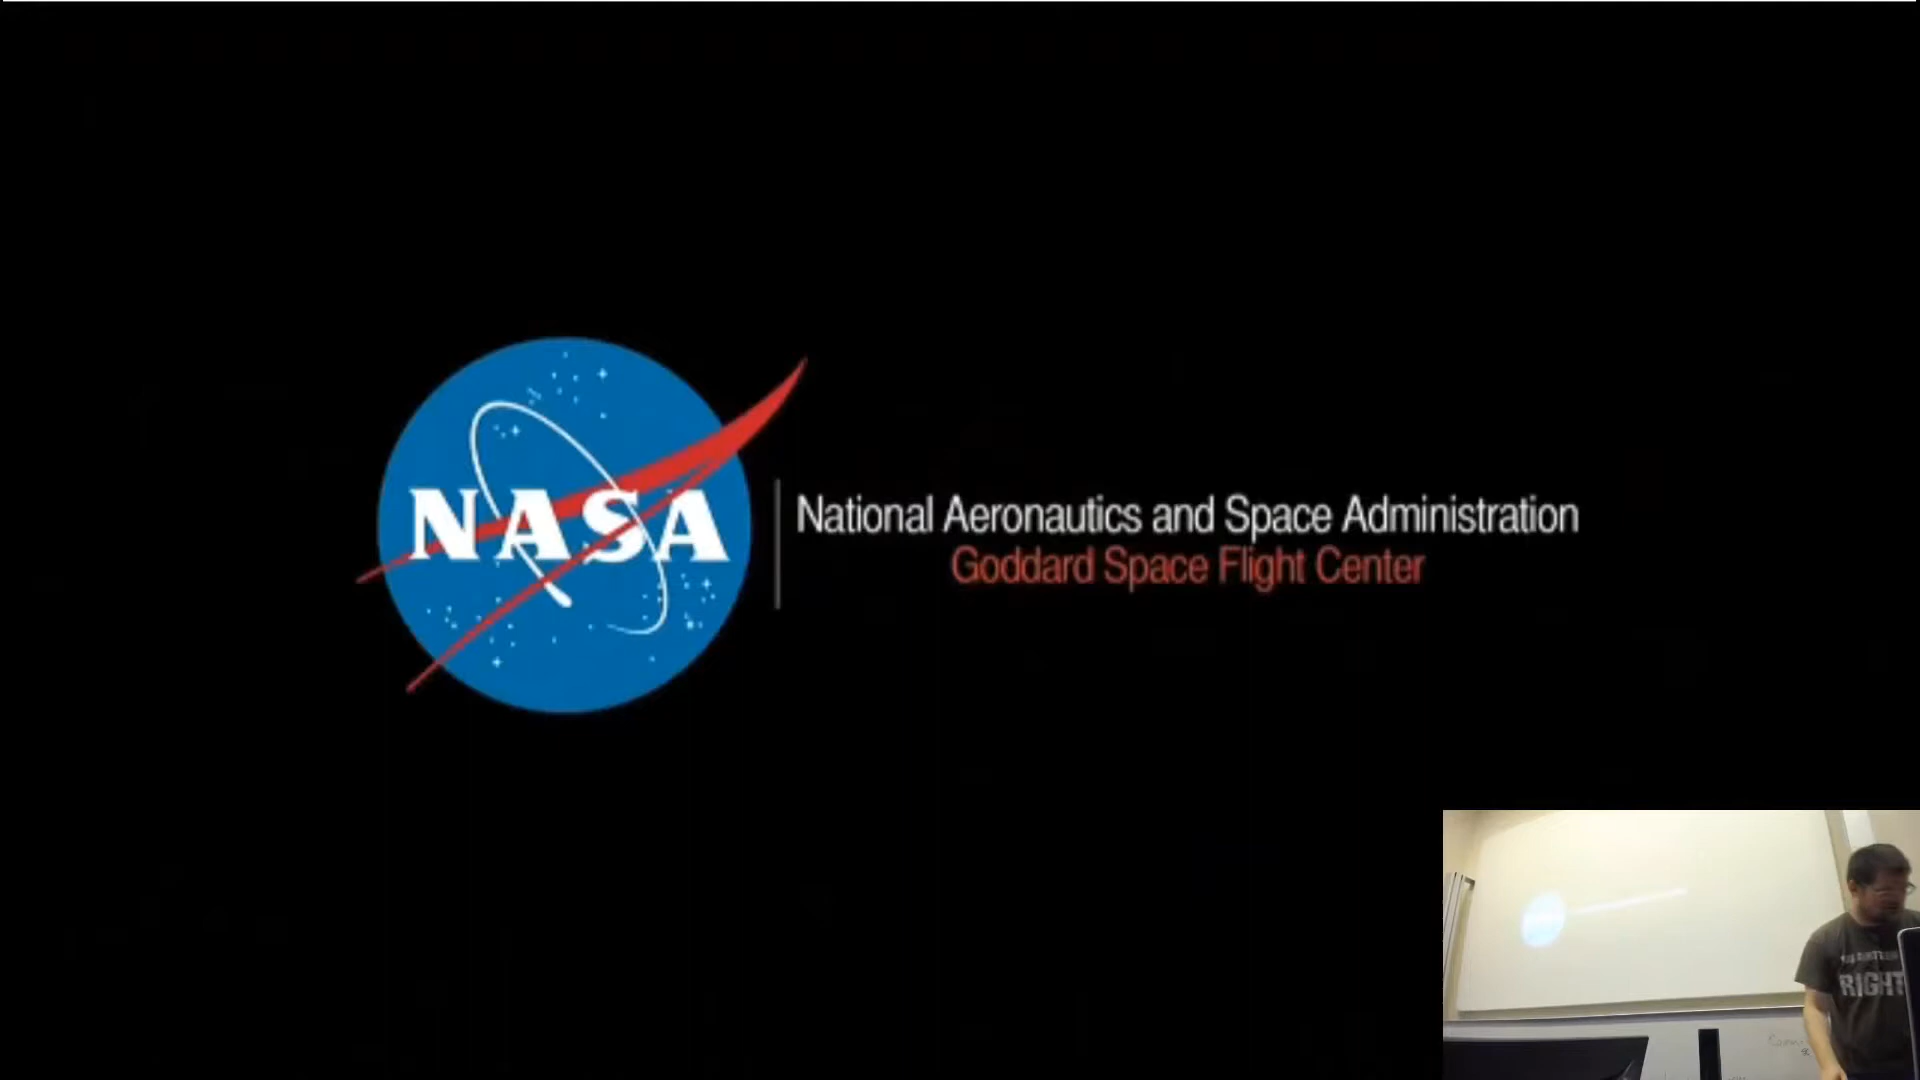 NASA
National Aeronautics and Space Administration
Goddard Space Flight Center
RIGHT